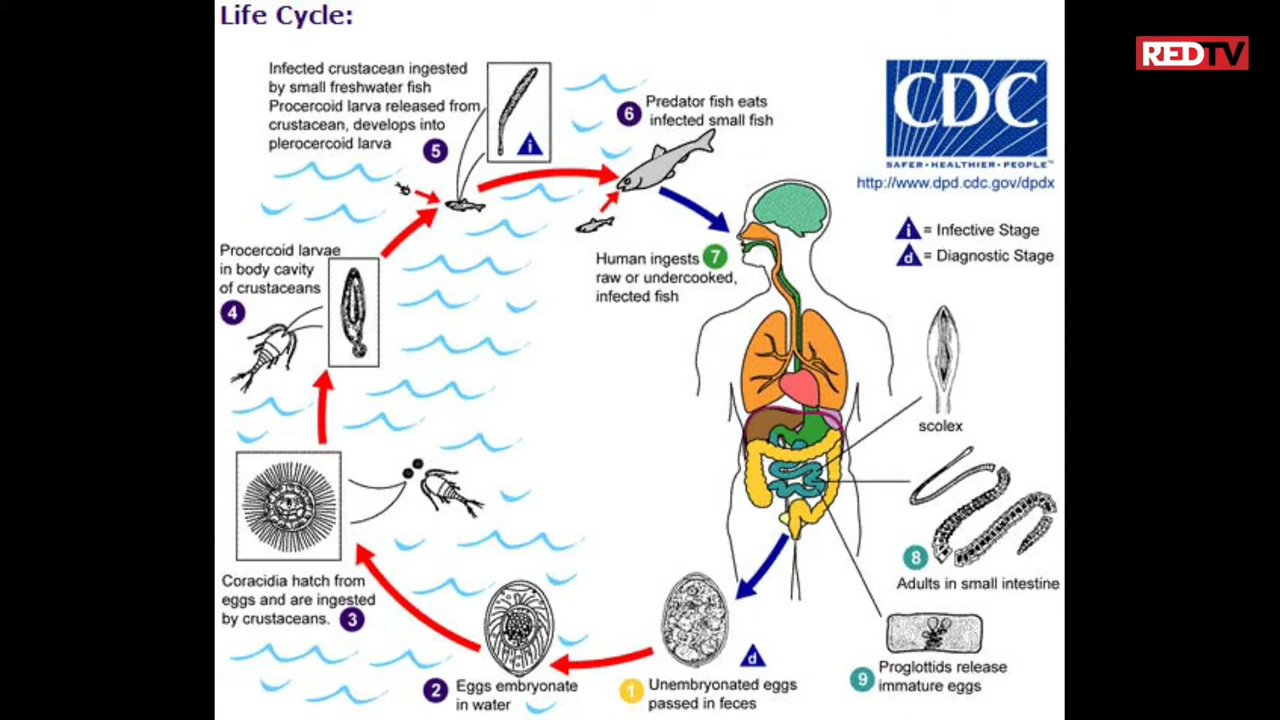 Life Cycle:
REDTV
Infected crustacean ingested
by small freshwater fish
Procercoid larva released from
crustacean, develops into
plerocercoid larva
5
i
6
Predator fish eats
infected small fish
CDC
SAFER·HEALTHIER·PEOPLE™
http://www.dpd.cdc.gov/dpdx
i = Infective Stage
d = Diagnostic Stage
Procercoid larvae
in body cavity
of crustaceans
4
Human ingests 7
raw or undercooked,
infected fish
scolex
8
Adults in small intestine
Coracidia hatch from
eggs and are ingested
by crustaceans. 3
2
Eggs embryonate
in water
d
1
Unembryonated eggs
passed in feces
9
Proglottids release
immature eggs